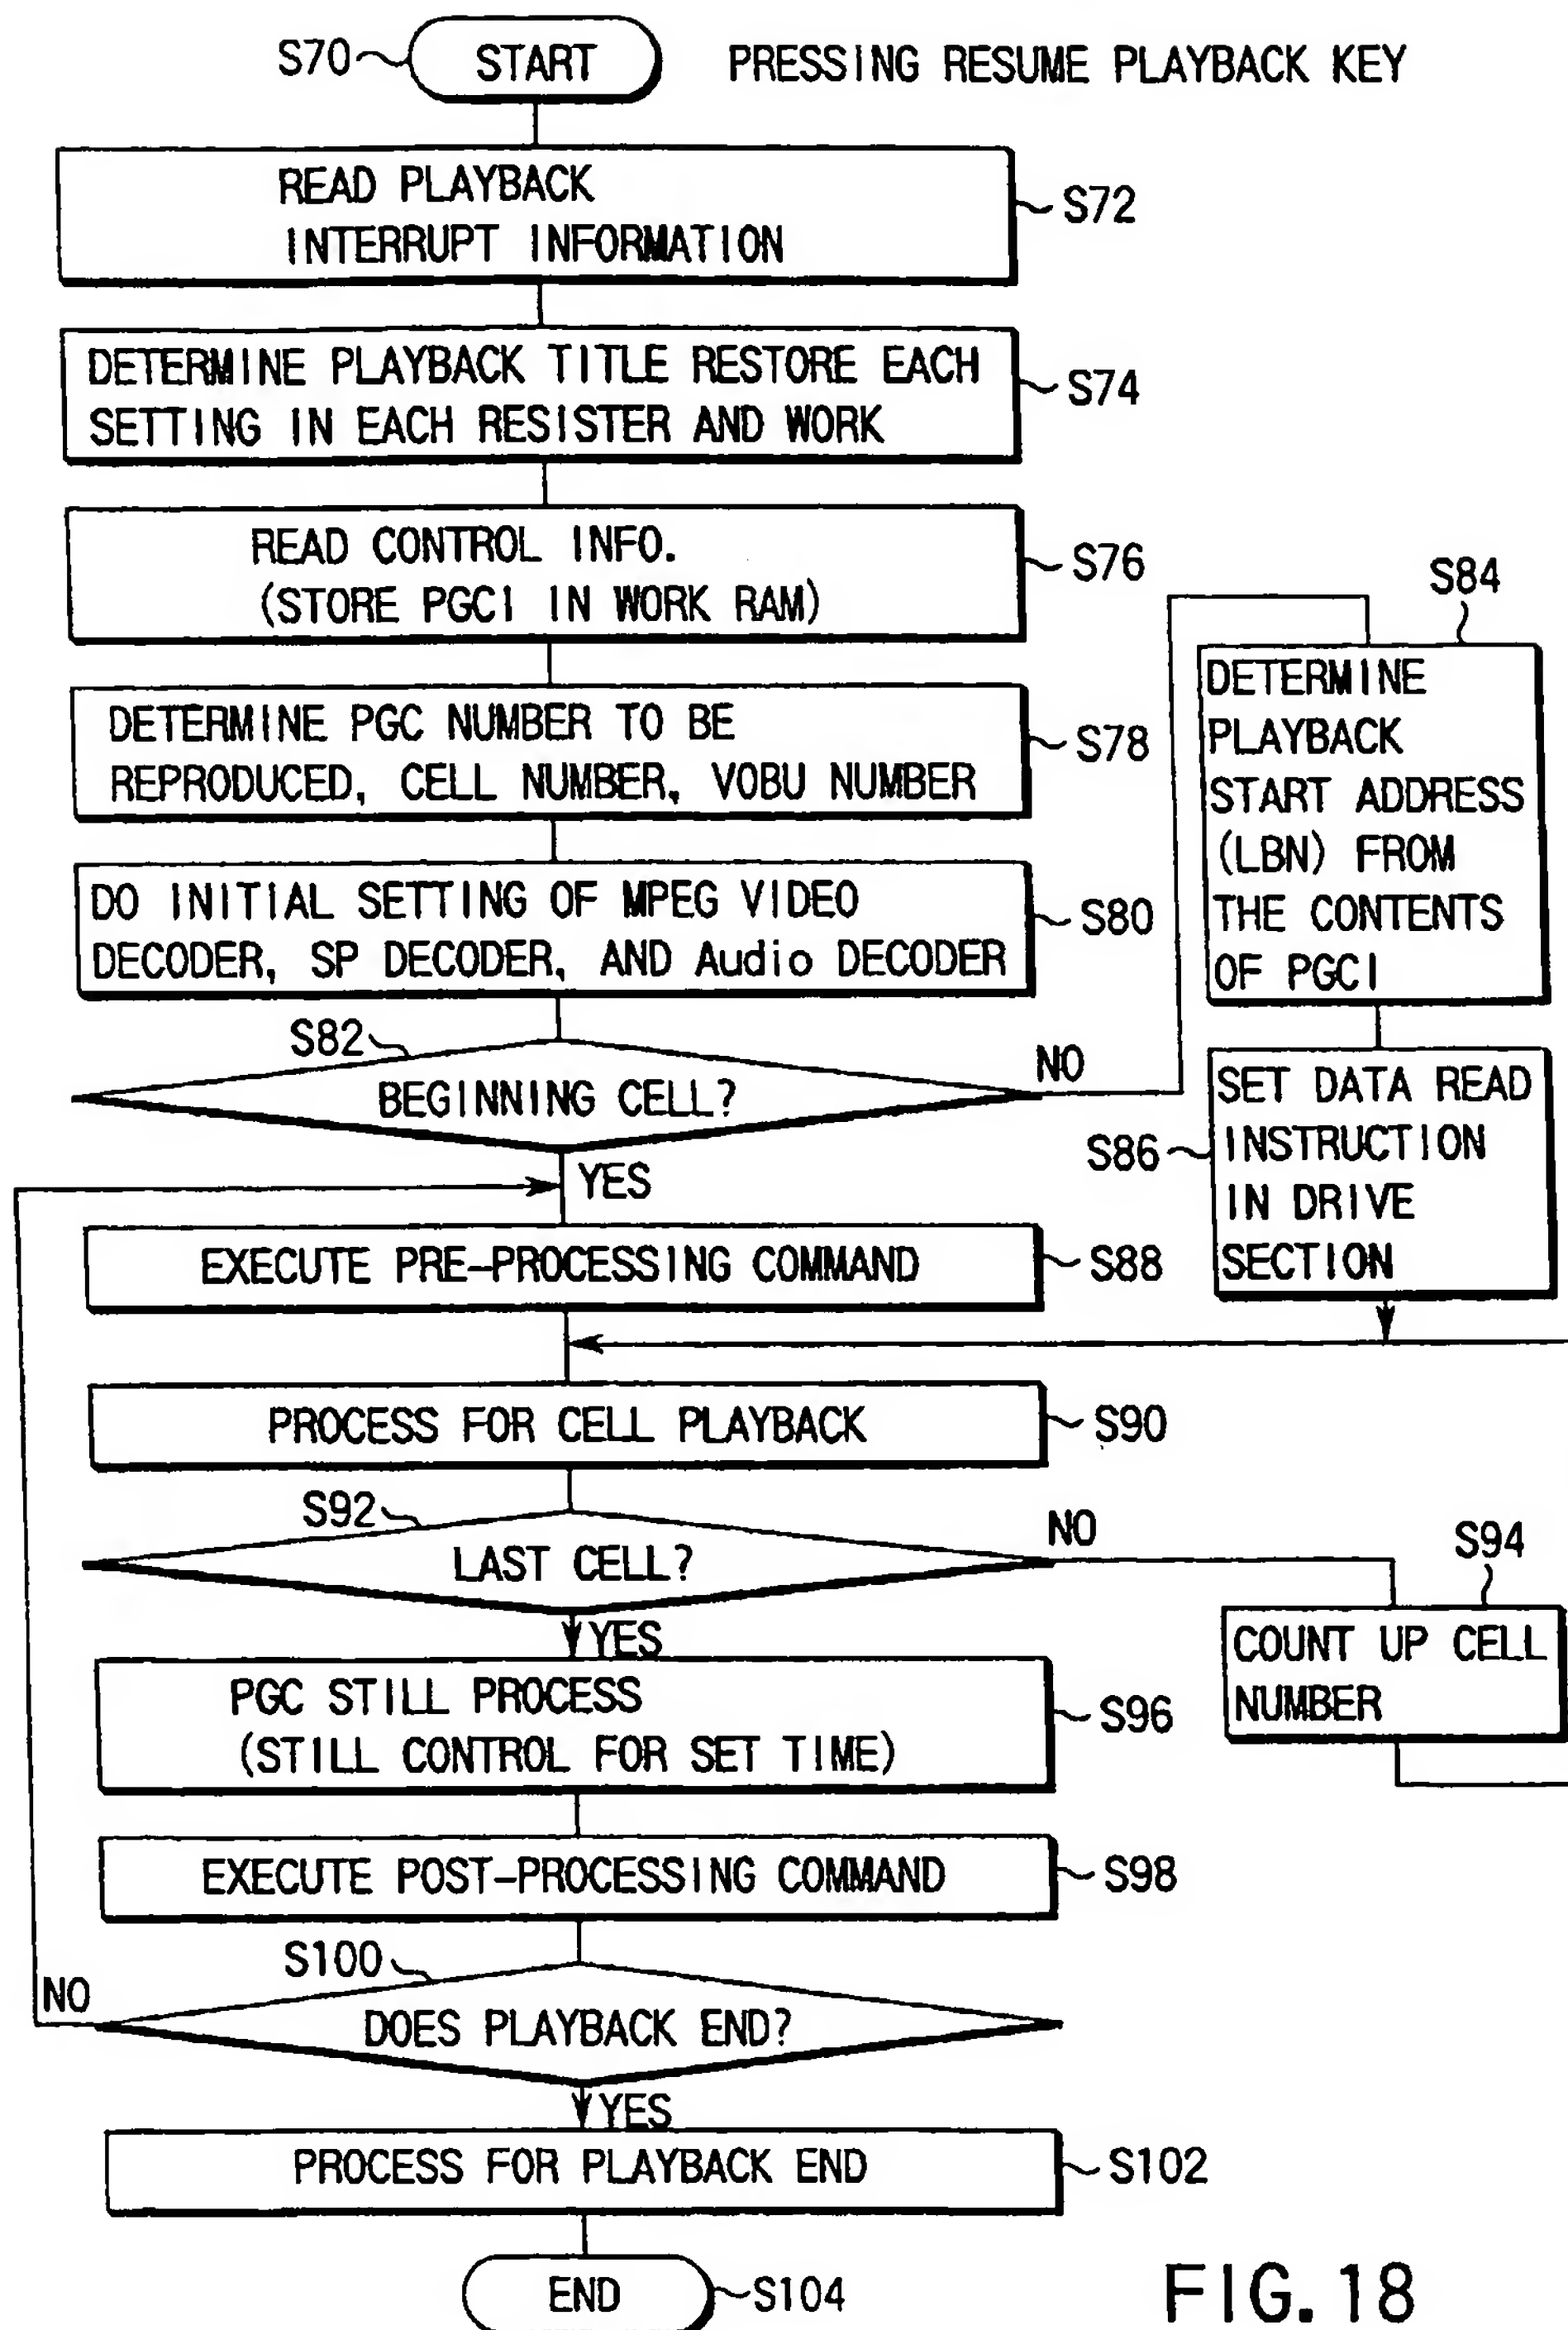 S70
START
PRESSING RESUME PLAYBACK KEY
READ PLAYBACK
INTERRUPT INFORMATION
S72
DETERMINE PLAYBACK TITLE RESTORE EACH
SETTING IN EACH RESISTER AND WORK
S74
READ CONTROL INFO.
(STORE PGCI IN WORK RAM)
S76
DETERMINE PGC NUMBER TO BE
REPRODUCED, CELL NUMBER, VOBU NUMBER
S78
DO INITIAL SETTING OF MPEG VIDEO
DECODER, SP DECODER, AND Audio DECODER
S80
S82
BEGINNING CELL?
NO
YES
S84
DETERMINE
PLAYBACK
START ADDRESS
(LBN) FROM
THE CONTENTS
OF PGCI
S86
SET DATA READ
INSTRUCTION
IN DRIVE
SECTION
EXECUTE PRE-PROCESSING COMMAND
S88
PROCESS FOR CELL PLAYBACK
S90
S92
LAST CELL?
NO
YES
S94
COUNT UP CELL
NUMBER
PGC STILL PROCESS
(STILL CONTROL FOR SET TIME)
S96
EXECUTE POST-PROCESSING COMMAND
S98
S100
DOES PLAYBACK END?
NO
YES
PROCESS FOR PLAYBACK END
S102
END
S104
FIG. 18